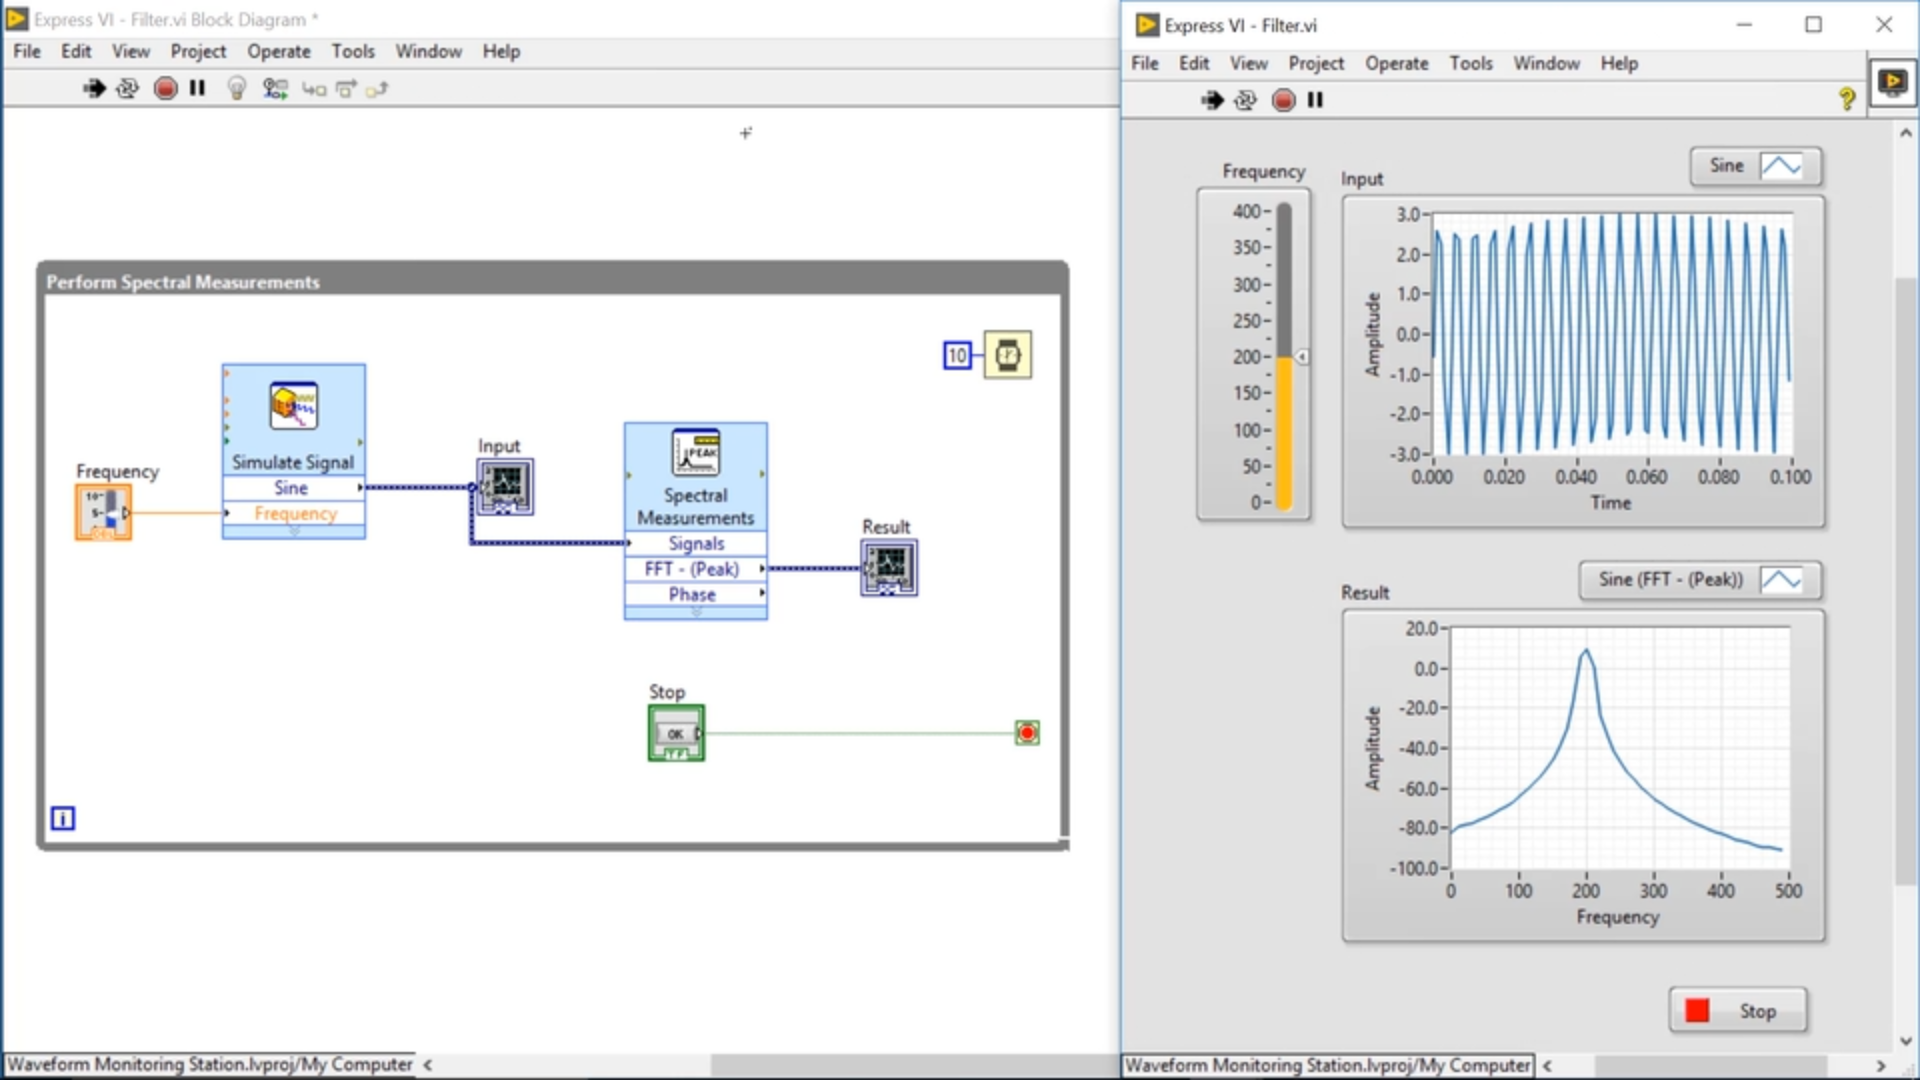 Express VI - Filter.vi Block Diagram *
File Edit View Project Operate Tools Window Help
Perform Spectral Measurements
10
Simulate Signal
Sine
Frequency
Frequency
10
5
DBL
Input
PEAK
Spectral
Measurements
Signals
FFT - (Peak)
Phase
Result
Stop
OK
TF
i
Waveform Monitoring Station.lvproj/My Computer
Express VI - Filter.vi
File Edit View Project Operate Tools Window Help
?
Frequency
400
350
300
250
200
150
100
50
0
Input
Sine
3.0
2.0
1.0
0.0
-1.0
-2.0
-3.0
Amplitude
0.000 0.020 0.040 0.060 0.080 0.100
Time
Result
Sine (FFT - (Peak))
20.0
0.0
-20.0
-40.0
-60.0
-80.0
-100.0
Amplitude
0 100 200 300 400 500
Frequency
Stop
Waveform Monitoring Station.lvproj/My Computer